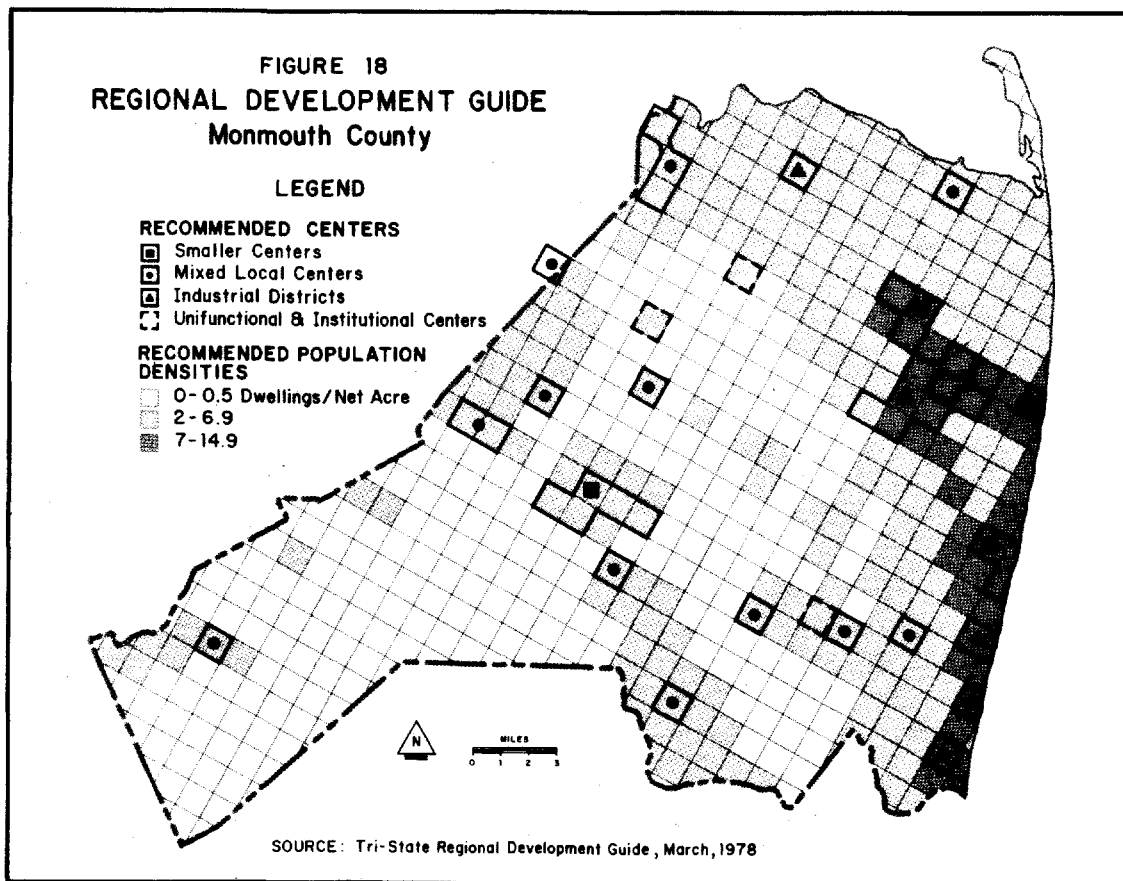 FIGURE 18
REGIONAL DEVELOPMENT GUIDE
Monmouth County
LEGEND
RECOMMENDED CENTERS
Smaller Centers
Mixed Local Centers
Industrial Districts
Unifunctional & Institutional Centers
RECOMMENDED POPULATION
DENSITIES
0-0.5 Dwellings/Net Acre
2-6.9
7-14.9
N
MILES
0 1 2 3
SOURCE: Tri-State Regional Development Guide, March, 1978